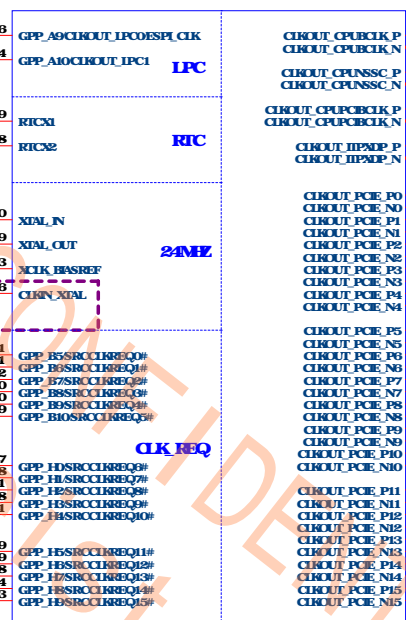 GPP_A9/CLKOUT_LPC0/ESPI_CLK
GPP_A10/CLKOUT_LPC1
LPC
RTCX1
RTCX2
RTC
XTAL_IN
XTAL_OUT
XCLK_BIASREF
CLKIN_XTAL
24MHZ
GPP_B5/SRCCLKREQ0#
GPP_B6/SRCCLKREQ1#
GPP_B7/SRCCLKREQ2#
GPP_B8/SRCCLKREQ3#
GPP_B9/SRCCLKREQ4#
GPP_B10/SRCCLKREQ5#
CLK_REQ
GPP_H0/SRCCLKREQ6#
GPP_H1/SRCCLKREQ7#
GPP_H2/SRCCLKREQ8#
GPP_H3/SRCCLKREQ9#
GPP_H4/SRCCLKREQ10#
GPP_H5/SRCCLKREQ11#
GPP_H6/SRCCLKREQ12#
GPP_H7/SRCCLKREQ13#
GPP_H8/SRCCLKREQ14#
GPP_H9/SRCCLKREQ15#
CLKOUT_CPUBCLK_P
CLKOUT_CPUBCLK_N
CLKOUT_CPUNSSC_P
CLKOUT_CPUNSSC_N
CLKOUT_CPUPCIBCLK_P
CLKOUT_CPUPCIBCLK_N
CLKOUT_ITPXDP_P
CLKOUT_ITPXDP_N
CLKOUT_PCIE_P0
CLKOUT_PCIE_N0
CLKOUT_PCIE_P1
CLKOUT_PCIE_N1
CLKOUT_PCIE_P2
CLKOUT_PCIE_N2
CLKOUT_PCIE_P3
CLKOUT_PCIE_N3
CLKOUT_PCIE_P4
CLKOUT_PCIE_N4
CLKOUT_PCIE_P5
CLKOUT_PCIE_N5
CLKOUT_PCIE_P6
CLKOUT_PCIE_N6
CLKOUT_PCIE_P7
CLKOUT_PCIE_N7
CLKOUT_PCIE_P8
CLKOUT_PCIE_N8
CLKOUT_PCIE_P9
CLKOUT_PCIE_N9
CLKOUT_PCIE_P10
CLKOUT_PCIE_N10
CLKOUT_PCIE_P11
CLKOUT_PCIE_N11
CLKOUT_PCIE_P12
CLKOUT_PCIE_N12
CLKOUT_PCIE_P13
CLKOUT_PCIE_N13
CLKOUT_PCIE_P14
CLKOUT_PCIE_N14
CLKOUT_PCIE_P15
CLKOUT_PCIE_N15